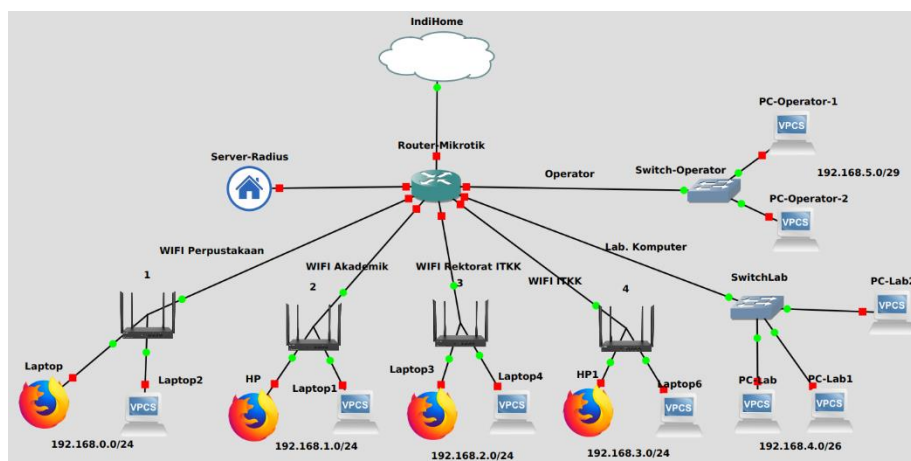 IndiHome
PC-Operator-1
VPCS
Router-Mikrotik
Server-Radius
Operator
Switch-Operator
192.168.5.0/29
PC-Operator-2
VPCS
WIFI Perpustakaan
Lab. Komputer
1
WIFI Akademik
WIFI Rektorat ITKK
WIFI ITKK
2
3
4
SwitchLab
PC-Lab2
VPCS
Laptop
Laptop2
HP
Laptop1
Laptop3
Laptop4
HP1
Laptop6
PC-Lab
PC-Lab1
VPCS
VPCS
VPCS
VPCS
VPCS
VPCS
192.168.0.0/24
192.168.1.0/24
192.168.2.0/24
192.168.3.0/24
192.168.4.0/26